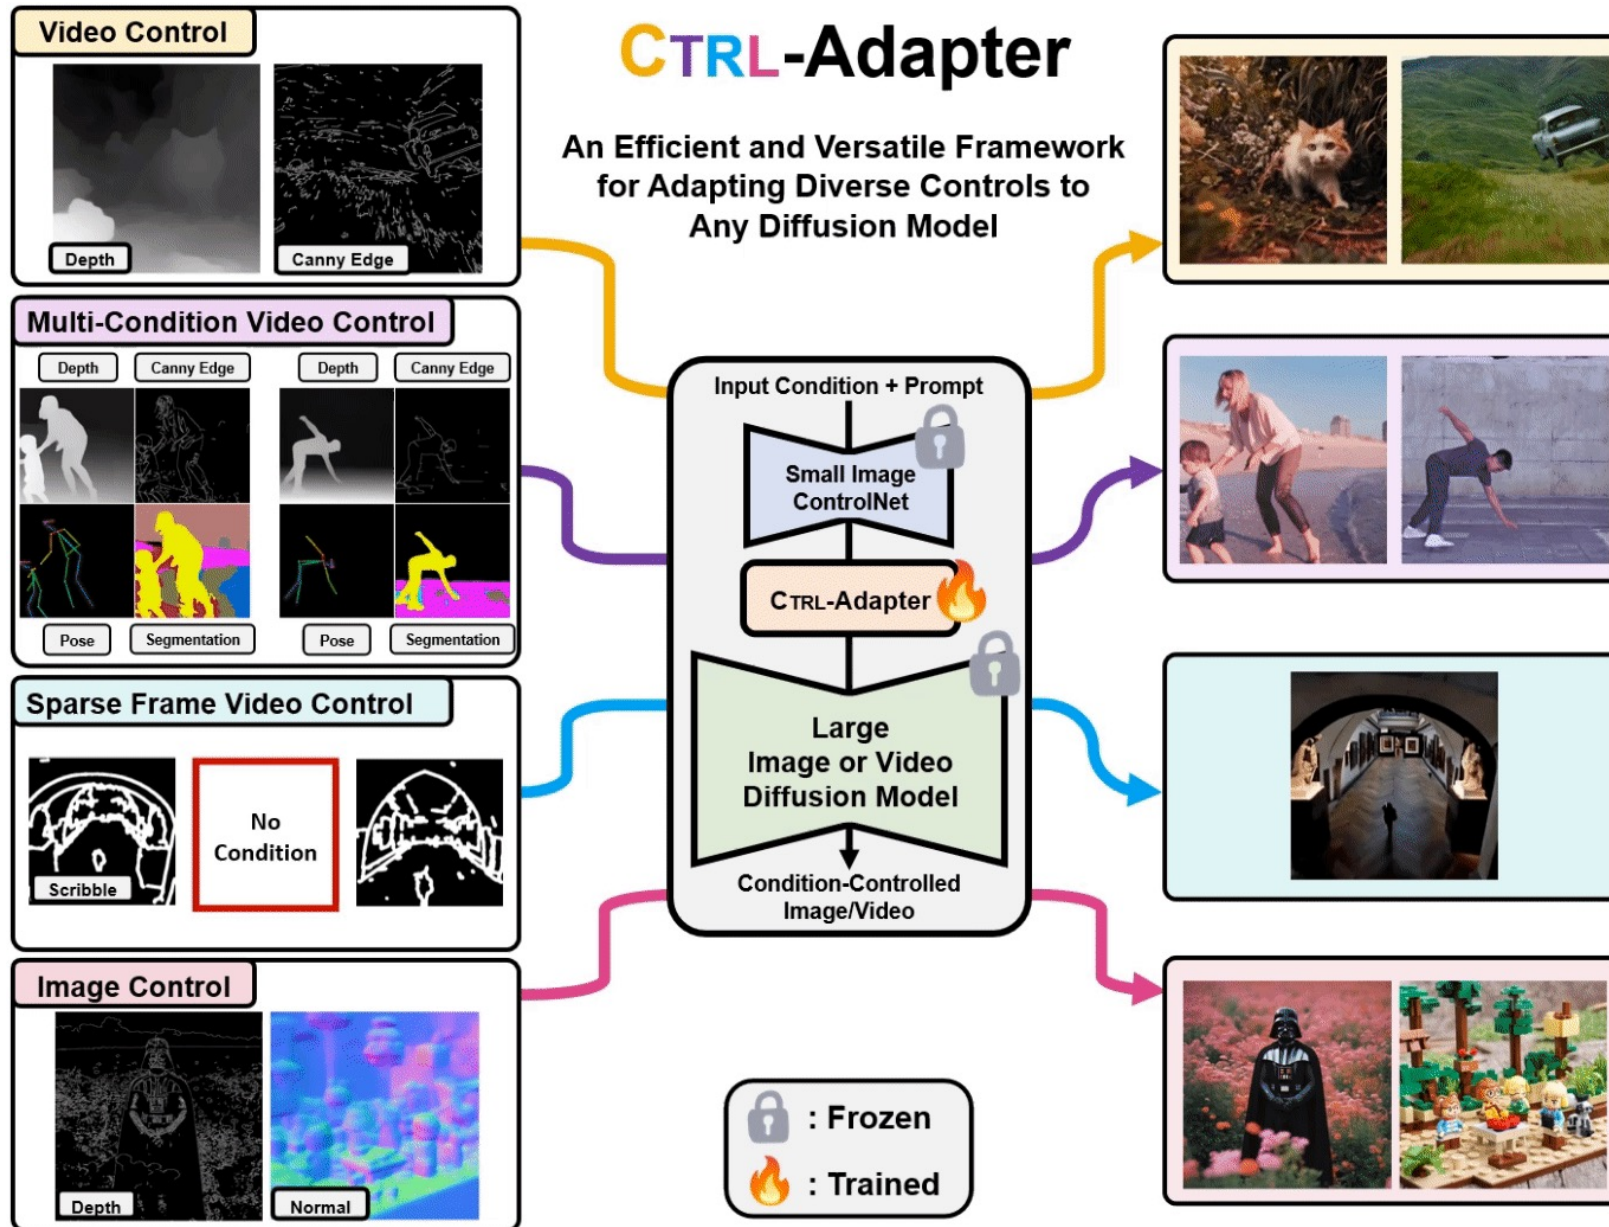 CTRL-Adapter
An Efficient and Versatile Framework
for Adapting Diverse Controls to
Any Diffusion Model
Video Control
Depth
Canny Edge
Multi-Condition Video Control
Depth
Canny Edge
Depth
Canny Edge
Pose
Segmentation
Pose
Segmentation
Sparse Frame Video Control
Scribble
No
Condition
Image Control
Depth
Normal
Input Condition + Prompt
Small Image
ControlNet
CTRL-Adapter
Large
Image or Video
Diffusion Model
Condition-Controlled
Image/Video
: Frozen
: Trained